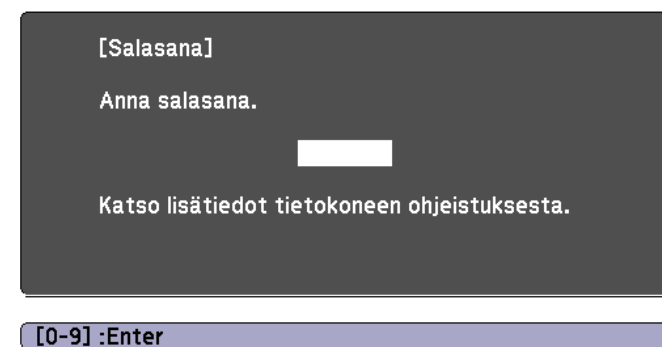 [Salasana]
Anna salasana.
Katso lisätiedot tietokoneen ohjeistuksesta.
[0-9] :Enter